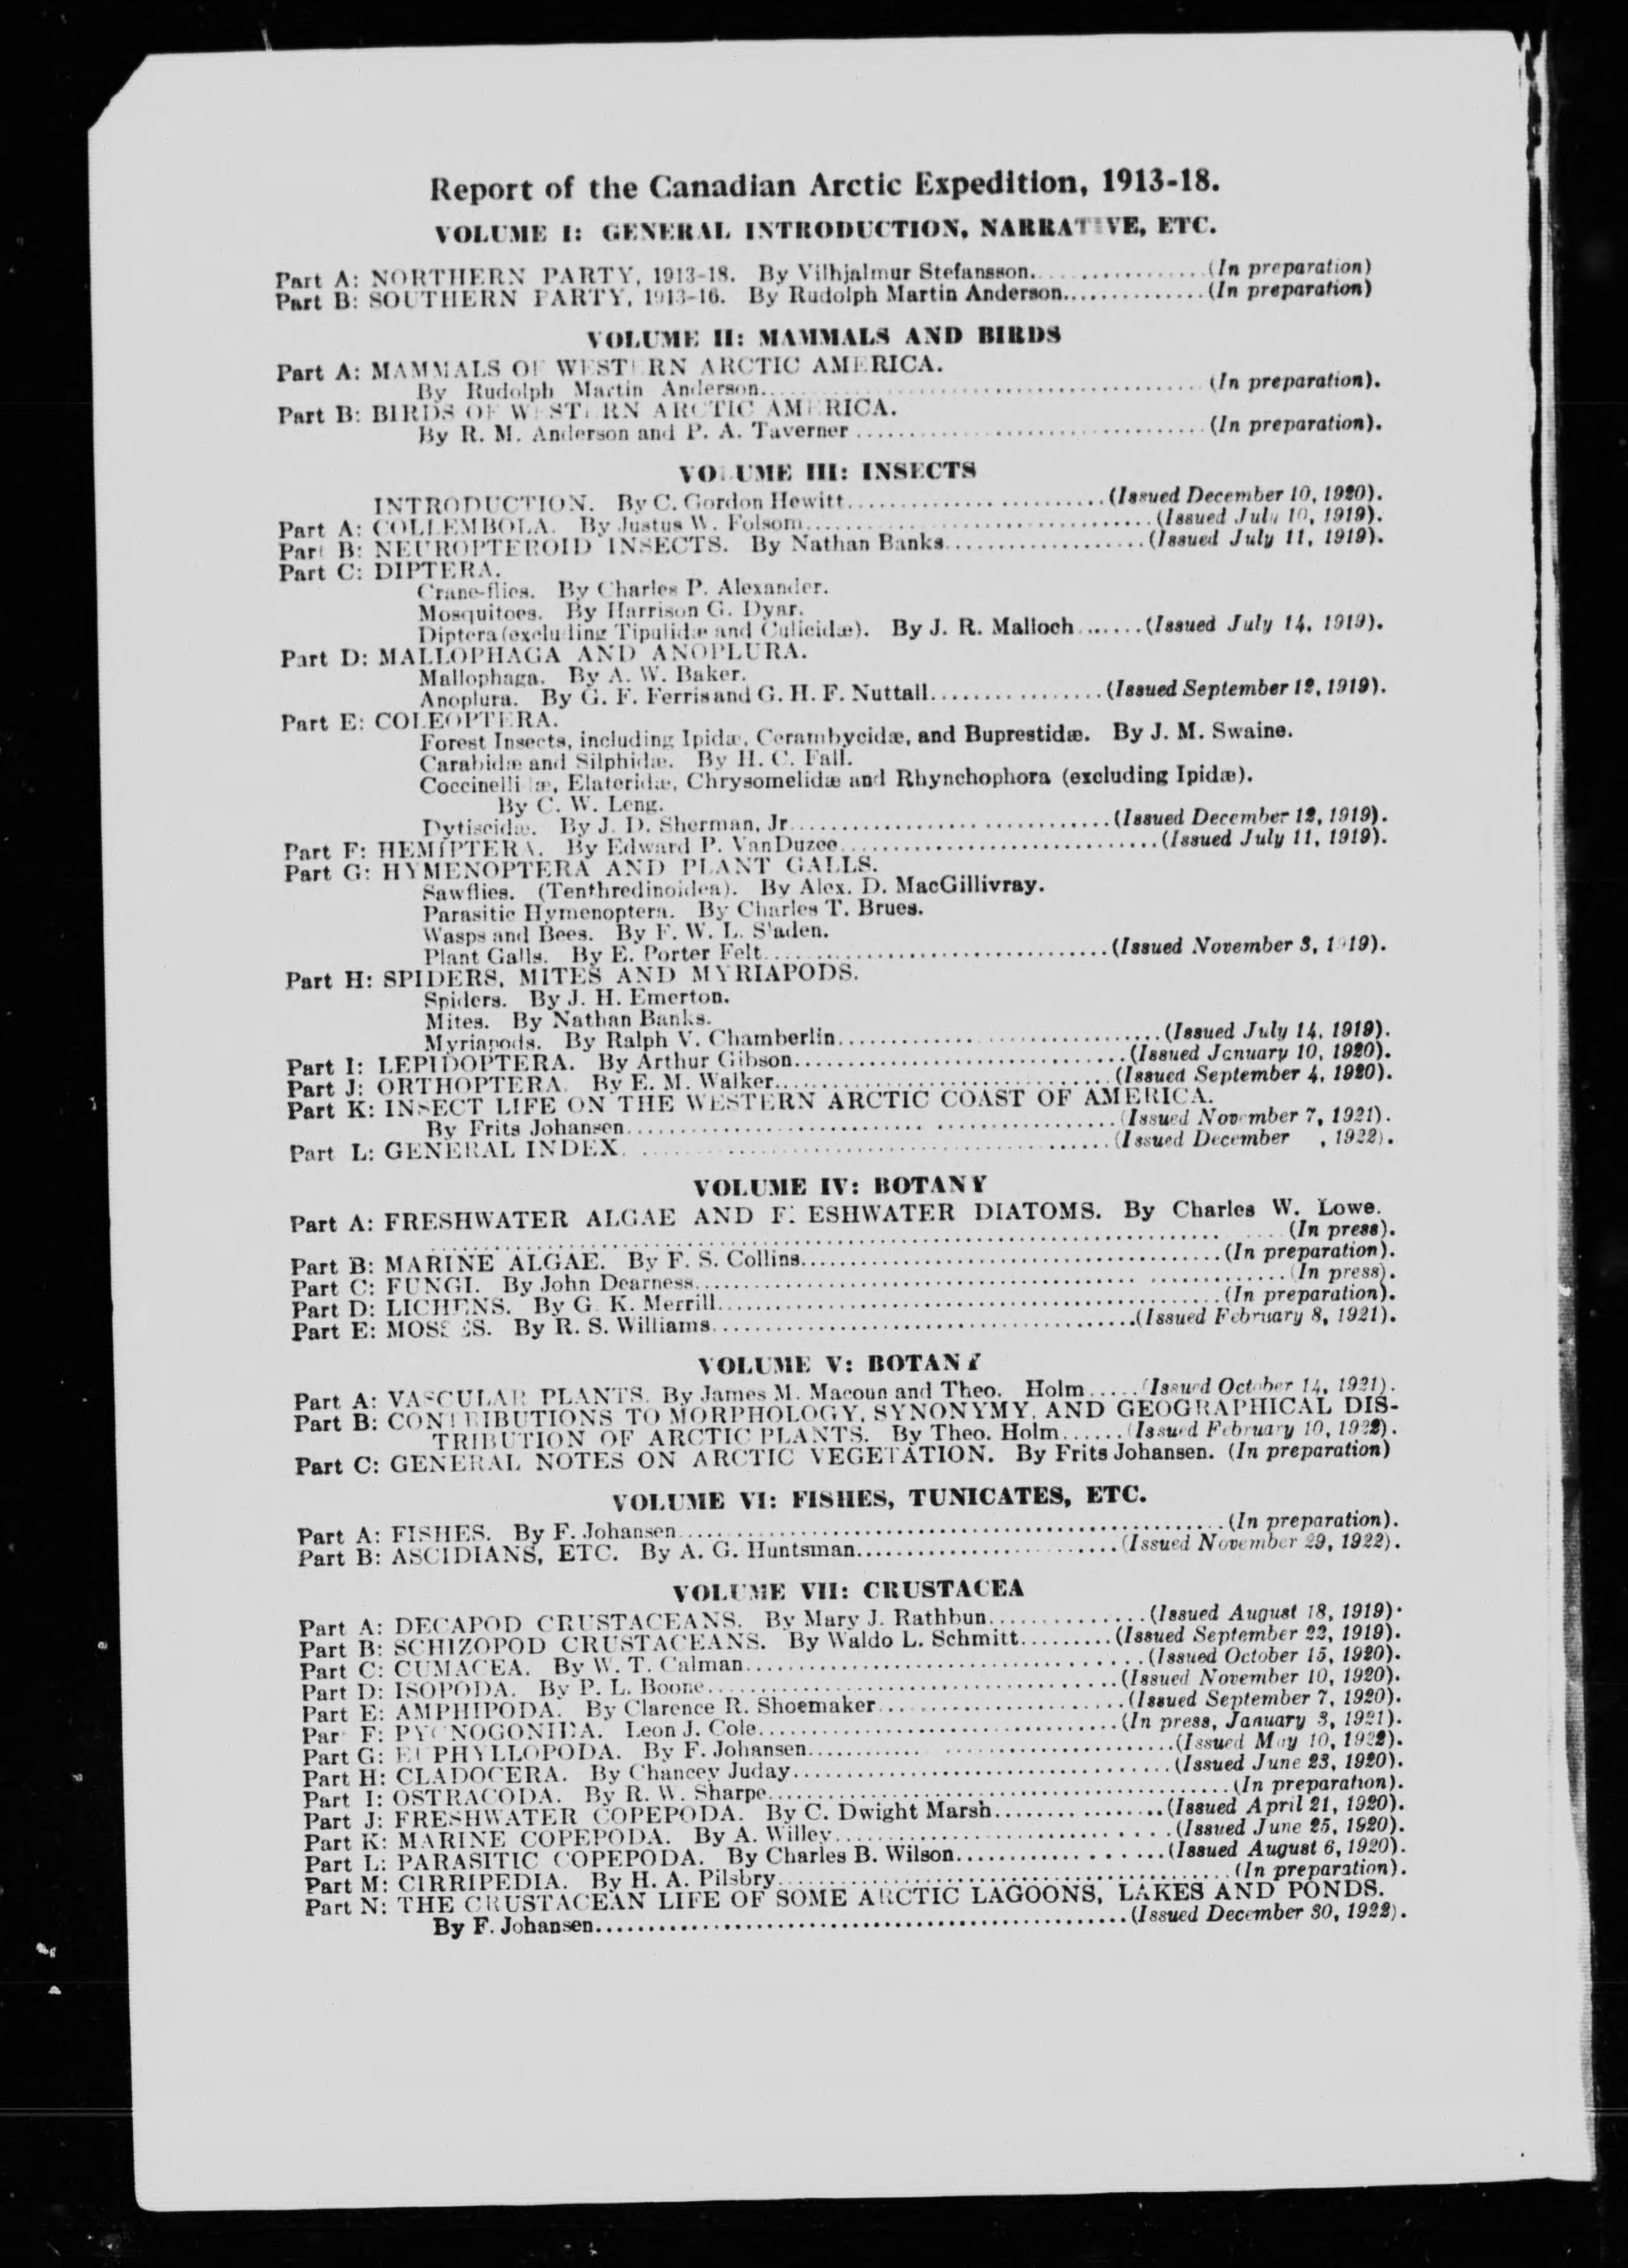 Report of the Canadian Arctic Expedition, 1913-18.
VOLUME I: GENERAL INTRODUCTION, NARRATIVE, ETC.
Part A: NORTHERN PARTY, 1913-18. By Vilhjalmur Stefansson. ................(In preparation)
Part B: SOUTHERN PARTY, 1913-16. By Rudolph Martin Anderson..............(In preparation)
VOLUME II: MAMMALS AND BIRDS
Part A: MAMMALS OF WESTERN ARCTIC AMERICA.
By Rudolph Martin Anderson..........................................(In preparation).
Part B: BIRDS OF WESTERN ARCTIC AMERICA.
By R. M. Anderson and P. A. Taverner ..................................(In preparation).
VOLUME III: INSECTS
INTRODUCTION. By C. Gordon Hewitt........................(Issued December 10, 1920).
Part A: COLLEMBOLA. By Justus W. Folsom................................(Issued July 10, 1919).
Part B: NEUROPTEROID INSECTS. By Nathan Banks...................(Issued July 11, 1919).
Part C: DIPTERA.
Crane-flies. By Charles P. Alexander.
Mosquitoes. By Harrison G. Dyar.
Diptera (excluding Tipulidæ and Culicidæ). By J. R. Malloch .......(Issued July 14, 1919).
Part D: MALLOPHAGA AND ANOPLURA.
Mallophaga. By A. W. Baker.
Anoplura. By G. F. Ferris and G. H. F. Nuttall.................(Issued September 12, 1919).
Part E: COLEOPTERA.
Forest Insects, including Ipidæ, Cerambycidæ, and Buprestidæ. By J. M. Swaine.
Carabidæ and Silphidæ. By H. C. Fall.
Coccinellidæ, Elateridæ, Chrysomelidæ and Rhynchophora (excluding Ipidæ).
By C. W. Leng.
Dytiscidæ. By J. D. Sherman, Jr..............................(Issued December 12, 1919).
Part F: HEMIPTERA. By Edward P. VanDuzee..............................(Issued July 11, 1919).
Part G: HYMENOPTERA AND PLANT GALLS.
Sawflies. (Tenthredinoidea). By Alex. D. MacGillivray.
Parasitic Hymenoptera. By Charles T. Brues.
Wasps and Bees. By F. W. L. Sladen.
Plant Galls. By E. Porter Felt.................................(Issued November 3, 1919).
Part H: SPIDERS, MITES AND MYRIAPODS.
Spiders. By J. H. Emerton.
Mites. By Nathan Banks.
Myriapods. By Ralph V. Chamberlin...............................(Issued July 14, 1919).
Part I: LEPIDOPTERA. By Arthur Gibson................................(Issued January 10, 1920).
Part J: ORTHOPTERA. By E. M. Walker................................(Issued September 4, 1920).
Part K: INSECT LIFE ON THE WESTERN ARCTIC COAST OF AMERICA.
By Frits Johansen..............................................(Issued November 7, 1921).
Part L: GENERAL INDEX. .............................................(Issued December , 1922).
VOLUME IV: BOTANY
Part A: FRESHWATER ALGAE AND FRESHWATER DIATOMS. By Charles W. Lowe.
....................................................................................(In press).
Part B: MARINE ALGAE. By F. S. Collins........................................(In preparation).
Part C: FUNGI. By John Dearness........................................................(In press).
Part D: LICHENS. By G. K. Merrill................................................(In preparation).
Part E: MOSSES. By R. S. Williams.........................................(Issued February 8, 1921).
VOLUME V: BOTANY
Part A: VASCULAR PLANTS. By James M. Macoun and Theo. Holm.....(Issued October 14, 1921).
Part B: CONTRIBUTIONS TO MORPHOLOGY, SYNONYMY, AND GEOGRAPHICAL DIS-
TRIBUTION OF ARCTIC PLANTS. By Theo. Holm......(Issued February 10, 1922).
Part C: GENERAL NOTES ON ARCTIC VEGETATION. By Frits Johansen. (In preparation)
VOLUME VI: FISHES, TUNICATES, ETC.
Part A: FISHES. By F. Johansen....................................................(In preparation).
Part B: ASCIDIANS, ETC. By A. G. Huntsman.........................(Issued November 29, 1922).
VOLUME VII: CRUSTACEA
Part A: DECAPOD CRUSTACEANS. By Mary J. Rathbun...............(Issued August 18, 1919).
Part B: SCHIZOPOD CRUSTACEANS. By Waldo L. Schmitt.........(Issued September 22, 1919).
Part C: CUMACEA. By W. T. Calman.....................................(Issued October 15, 1920).
Part D: ISOPODA. By P. L. Boone......................................(Issued November 10, 1920).
Part E: AMPHIPODA. By Clarence R. Shoemaker........................(Issued September 7, 1920).
Par F: PYCNOGONIDA. Leon J. Cole...................................(In press, January 3, 1921).
Part G: EUPHYLLOPODA. By F. Johansen...................................(Issued May 10, 1922).
Part H: CLADOCERA. By Chancey Juday....................................(Issued June 23, 1920).
Part I: OSTRACODA. By R. W. Sharpe.............................................(In preparation).
Part J: FRESHWATER COPEPODA. By C. Dwight Marsh................(Issued April 21, 1920).
Part K: MARINE COPEPODA. By A. Willey.................................(Issued June 25, 1920).
Part L: PARASITIC COPEPODA. By Charles B. Wilson...................(Issued August 6, 1920).
Part M: CIRRIPEDIA. By H. A. Pilsbry............................................(In preparation).
Part N: THE CRUSTACEAN LIFE OF SOME ARCTIC LAGOONS, LAKES AND PONDS.
By F. Johansen...................................................(Issued December 30, 1922).